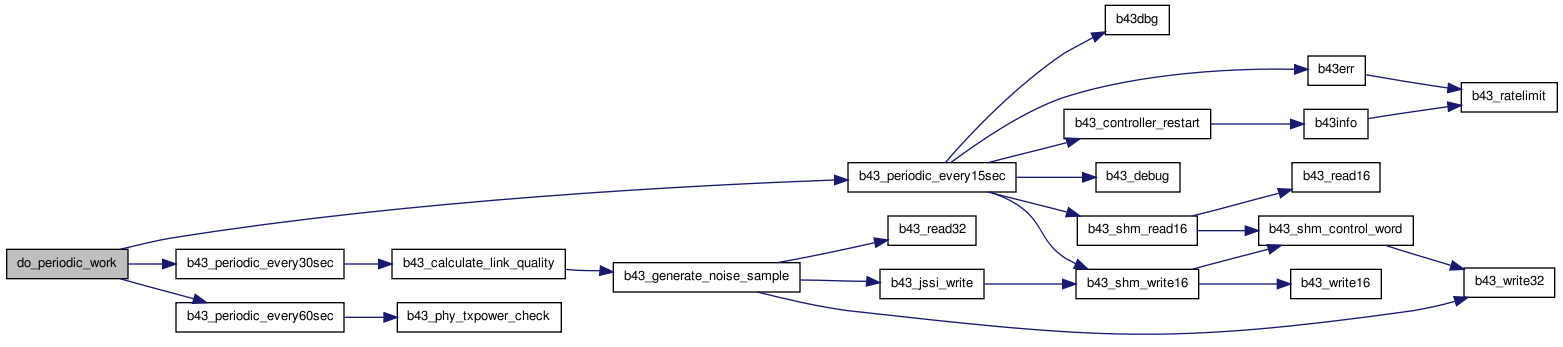 b43dbg
b43err
b43_ratelimit
b43_controller_restart
b43info
b43_periodic_every15sec
b43_debug
b43_read16
b43_shm_read16
b43_shm_control_word
b43_read32
do_periodic_work
b43_periodic_every30sec
b43_calculate_link_quality
b43_generate_noise_sample
b43_jssi_write
b43_shm_write16
b43_write16
b43_write32
b43_periodic_every60sec
b43_phy_txpower_check